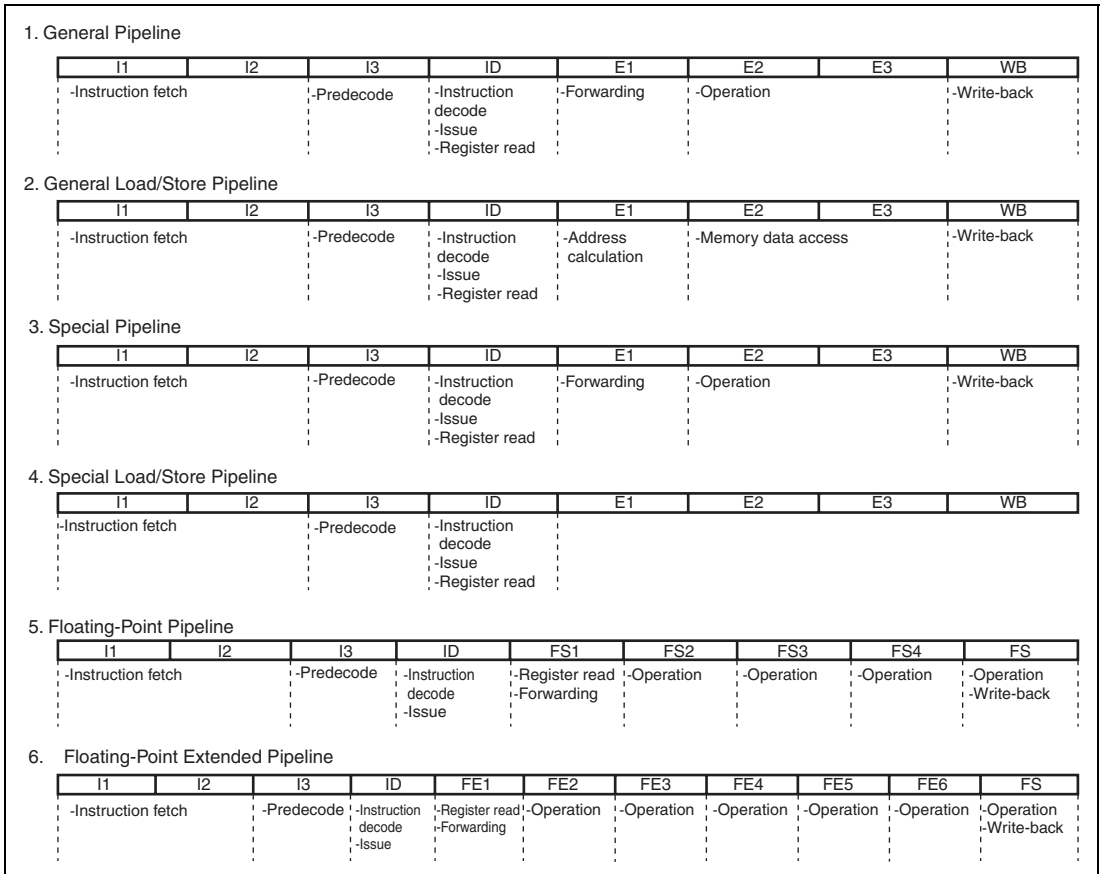 1. General Pipeline
I1 I2 I3 ID E1 E2 E3 WB
-Instruction fetch -Predecode -Instruction -Forwarding -Operation -Write-back
decode
-Issue
-Register read
2. General Load/Store Pipeline
I1 I2 I3 ID E1 E2 E3 WB
-Instruction fetch -Predecode -Instruction -Address -Memory data access -Write-back
decode calculation
-Issue
-Register read
3. Special Pipeline
I1 I2 I3 ID E1 E2 E3 WB
-Instruction fetch -Predecode -Instruction -Forwarding -Operation -Write-back
decode
-Issue
-Register read
4. Special Load/Store Pipeline
I1 I2 I3 ID E1 E2 E3 WB
-Instruction fetch -Predecode -Instruction
decode
-Issue
-Register read
5. Floating-Point Pipeline
I1 I2 I3 ID FS1 FS2 FS3 FS4 FS
-Instruction fetch -Predecode -Instruction -Register read -Operation -Operation -Operation -Operation
decode -Forwarding -Write-back
-Issue
6. Floating-Point Extended Pipeline
I1 I2 I3 ID FE1 FE2 FE3 FE4 FE5 FE6 FS
-Instruction fetch -Predecode -Instruction -Register read -Operation -Operation -Operation -Operation -Operation -Operation
decode -Forwarding -Write-back
-Issue